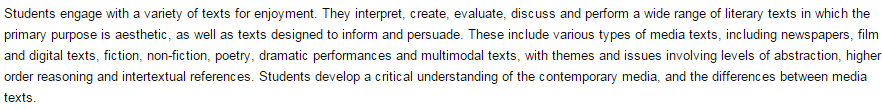 Students engage with a variety of texts for enjoyment. They interpret, create, evaluate, discuss and perform a wide range of literary texts in which the
primary purpose is aesthetic, as well as texts designed to inform and persuade. These include various types of media texts, including newspapers, film
and digital texts, fiction, non-fiction, poetry, dramatic performances and multimodal texts, with themes and issues involving levels of abstraction, higher
order reasoning and intertextual references. Students develop a critical understanding of the contemporary media, and the differences between media
texts.